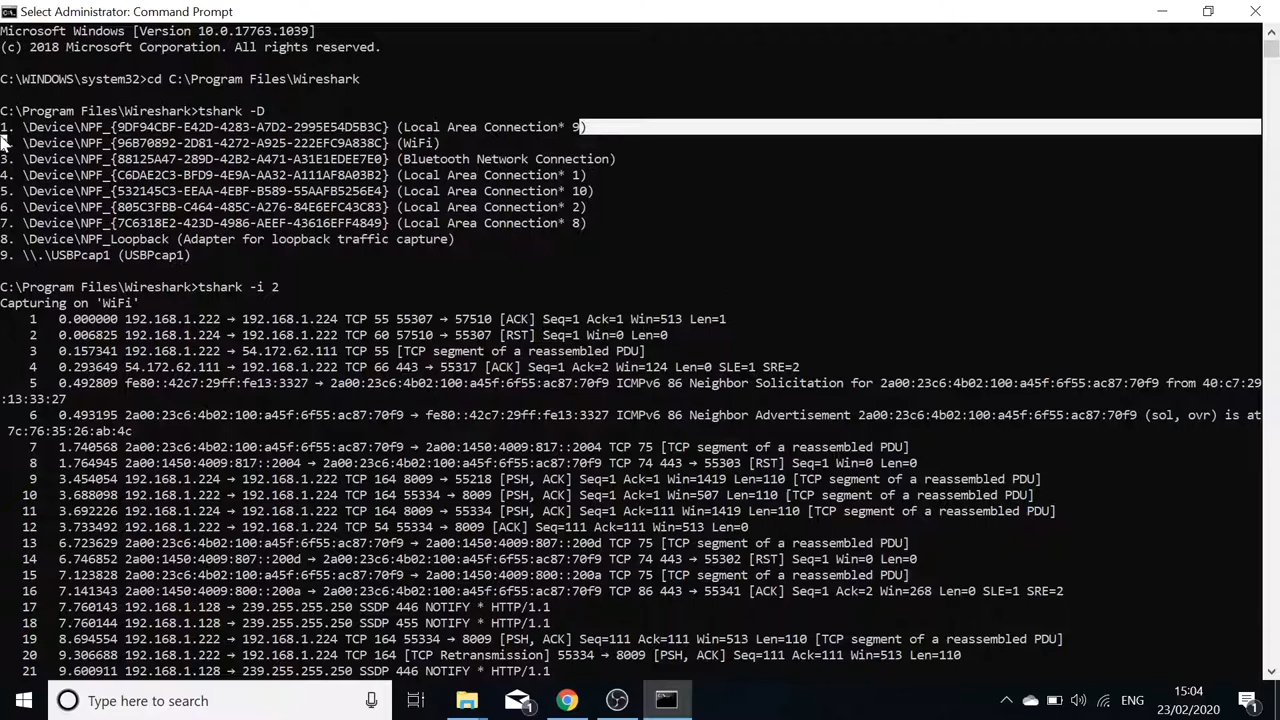 Select Administrator: Command Prompt
Microsoft Windows [Version 10.0.17763.1039]
(c) 2018 Microsoft Corporation. All rights reserved.
C:\WINDOWS\system32>cd C:\Program Files\Wireshark
C:\Program Files\Wireshark>tshark -D
1. \Device\NPF_{9DF94CBF-E42D-4283-A7D2-2995E54D5B3C} (Local Area Connection* 9)
. \Device\NPF_{96B70892-2D81-4272-A925-222EFC9A838C} (WiFi)
3. \Device\NPF_{88125A47-289D-42B2-A471-A31E1EDEE7E0} (Bluetooth Network Connection)
4. \Device\NPF_{C6DAE2C3-BFD9-4E9A-AA32-A111AF8A03B2} (Local Area Connection* 1)
5. \Device\NPF_{532145C3-EEAA-4EBF-B589-55AAFB5256E4} (Local Area Connection* 10)
6. \Device\NPF_{805C3FBB-C464-485C-A276-84E6EFC43C83} (Local Area Connection* 2)
7. \Device\NPF_{7C6318E2-423D-4986-AEEF-43616EFF4849} (Local Area Connection* 8)
8. \Device\NPF_Loopback (Adapter for loopback traffic capture)
9. \\.\USBPcap1 (USBPcap1)
C:\Program Files\Wireshark>tshark -i 2
Capturing on 'WiFi'
1 0.000000 192.168.1.222 → 192.168.1.224 TCP 55 55307 → 57510 [ACK] Seq=1 Ack=1 Win=513 Len=1
2 0.006825 192.168.1.224 → 192.168.1.222 TCP 60 57510 → 55307 [RST] Seq=1 Win=0 Len=0
3 0.157341 192.168.1.222 → 54.172.62.111 TCP 55 [TCP segment of a reassembled PDU]
4 0.293649 54.172.62.111 → 192.168.1.222 TCP 66 443 → 55317 [ACK] Seq=1 Ack=2 Win=124 Len=0 SLE=1 SRE=2
5 0.492809 fe80::42c7:29ff:fe13:3327 → 2a00:23c6:4b02:100:a45f:6f55:ac87:70f9 ICMPv6 86 Neighbor Solicitation for 2a00:23c6:4b02:100:a45f:6f55:ac87:70f9 from 40:c7:29
:13:33:27
6 0.493195 2a00:23c6:4b02:100:a45f:6f55:ac87:70f9 → fe80::42c7:29ff:fe13:3327 ICMPv6 86 Neighbor Advertisement 2a00:23c6:4b02:100:a45f:6f55:ac87:70f9 (sol, ovr) is at
7c:76:35:26:ab:4c
7 1.740568 2a00:23c6:4b02:100:a45f:6f55:ac87:70f9 → 2a00:1450:4009:817::2004 TCP 75 [TCP segment of a reassembled PDU]
8 1.764945 2a00:1450:4009:817::2004 → 2a00:23c6:4b02:100:a45f:6f55:ac87:70f9 TCP 74 443 → 55303 [RST] Seq=1 Win=0 Len=0
9 3.454054 192.168.1.224 → 192.168.1.222 TCP 164 8009 → 55218 [PSH, ACK] Seq=1 Ack=1 Win=1419 Len=110 [TCP segment of a reassembled PDU]
10 3.688098 192.168.1.222 → 192.168.1.224 TCP 164 55334 → 8009 [PSH, ACK] Seq=1 Ack=1 Win=507 Len=110 [TCP segment of a reassembled PDU]
11 3.692226 192.168.1.224 → 192.168.1.222 TCP 164 8009 → 55334 [PSH, ACK] Seq=1 Ack=111 Win=1419 Len=110 [TCP segment of a reassembled PDU]
12 3.733492 192.168.1.222 → 192.168.1.224 TCP 54 55334 → 8009 [ACK] Seq=111 Ack=111 Win=513 Len=0
13 6.723629 2a00:23c6:4b02:100:a45f:6f55:ac87:70f9 → 2a00:1450:4009:807::200d TCP 75 [TCP segment of a reassembled PDU]
14 6.746852 2a00:1450:4009:807::200d → 2a00:23c6:4b02:100:a45f:6f55:ac87:70f9 TCP 74 443 → 55302 [RST] Seq=1 Win=0 Len=0
15 7.123828 2a00:23c6:4b02:100:a45f:6f55:ac87:70f9 → 2a00:1450:4009:800::200a TCP 75 [TCP segment of a reassembled PDU]
16 7.141343 2a00:1450:4009:800::200a → 2a00:23c6:4b02:100:a45f:6f55:ac87:70f9 TCP 86 443 → 55341 [ACK] Seq=1 Ack=2 Win=268 Len=0 SLE=1 SRE=2
17 7.760143 192.168.1.128 → 239.255.255.250 SSDP 446 NOTIFY * HTTP/1.1
18 7.760144 192.168.1.128 → 239.255.255.250 SSDP 455 NOTIFY * HTTP/1.1
19 8.694554 192.168.1.222 → 192.168.1.224 TCP 164 55334 → 8009 [PSH, ACK] Seq=111 Ack=111 Win=513 Len=110 [TCP segment of a reassembled PDU]
20 9.306688 192.168.1.222 → 192.168.1.224 TCP 164 [TCP Retransmission] 55334 → 8009 [PSH, ACK] Seq=111 Ack=111 Win=513 Len=110
21 9.600911 192.168.1.128 → 239.255.255.250 SSDP 446 NOTIFY * HTTP/1.1
Type here to search
1
ENG
15:04
23/02/2020
1